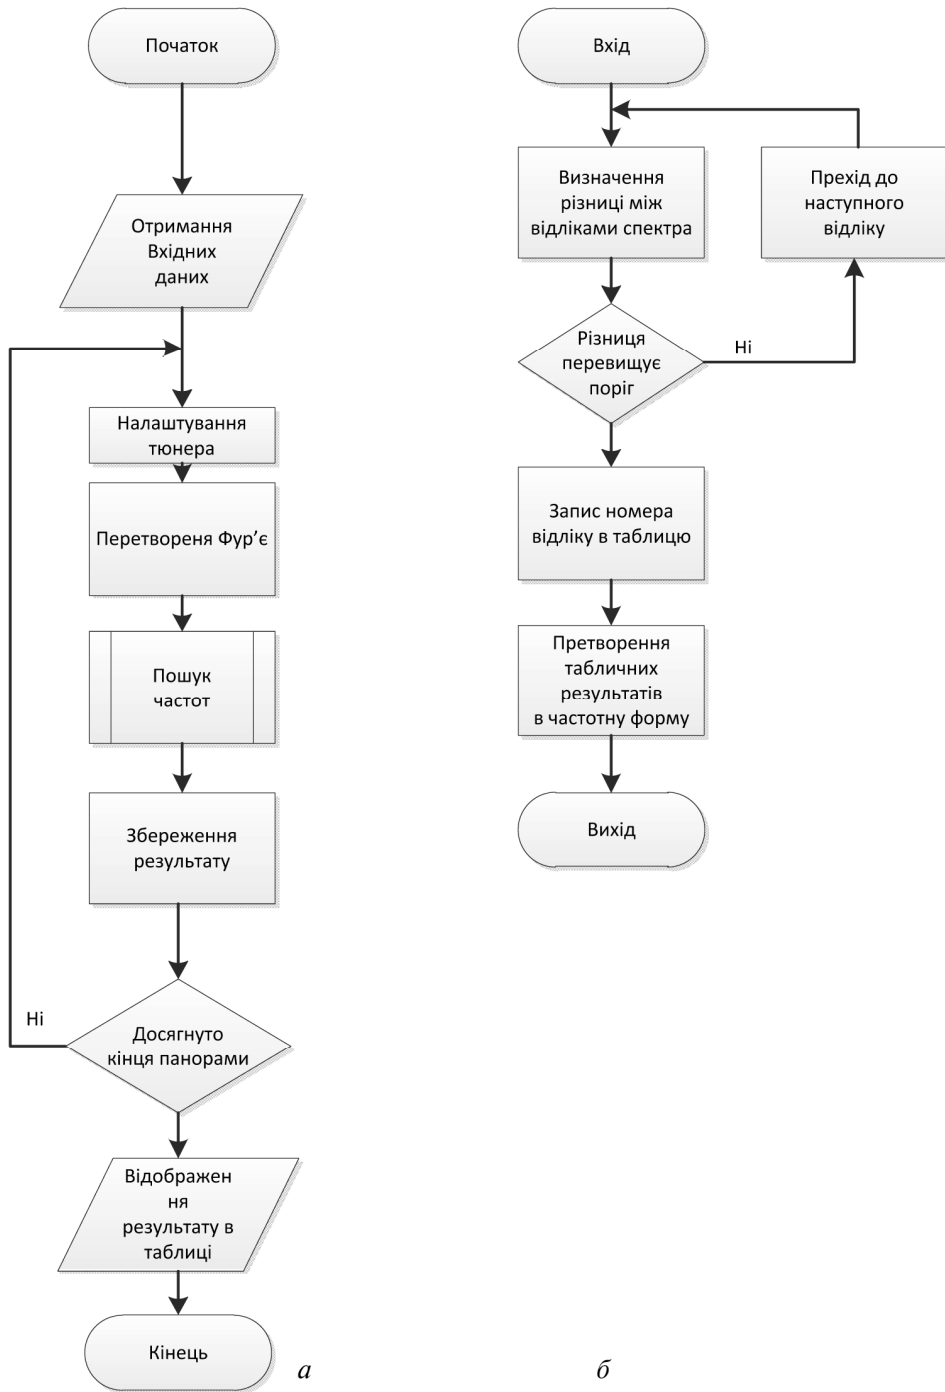 Початок
Отримання
Вхідних
даних
Налаштування
тюнера
Перетвореня Фур’є
Пошук
частот
Збереження
результату
Ні
Досягнуто
кінця панорами
Відображен
ня
результату в
таблиці
Кінець
а
Вхід
Визначення
різниці між
відліками спектра
Прехід до
наступного
відліку
Різниця
перевищує
поріг
Ні
Запис номера
відліку в таблицю
Претворення
табличних
результатів
в частотну форму
Вихід
б